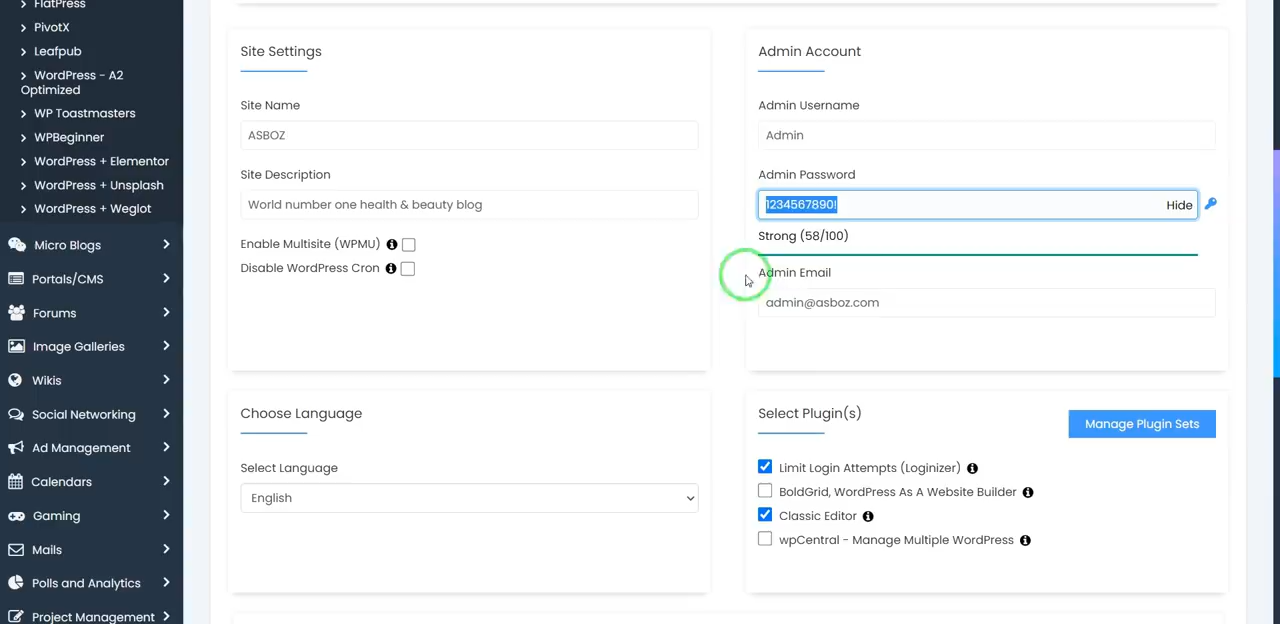 FlatPress
PivotX
Leafpub
WordPress - A2
Optimized
WP Toastmasters
WPBeginner
WordPress + Elementor
WordPress + Unsplash
WordPress + Weglot
Micro Blogs
Portals/CMS
Forums
Image Galleries
Wikis
Social Networking
Ad Management
Calendars
Gaming
Mails
Polls and Analytics
Project Management
Site Settings
Site Name
ASBOZ
Site Description
World number one health & beauty blog
Enable Multisite (WPMU)
Disable WordPress Cron
Admin Account
Admin Username
Admin
Admin Password
1234567890! Hide
Strong (58/100)
Admin Email
admin@asboz.com
Choose Language
Select Language
English
Select Plugin(s)
Manage Plugin Sets
Limit Login Attempts (Loginizer)
BoldGrid, WordPress As A Website Builder
Classic Editor
wpCentral - Manage Multiple WordPress